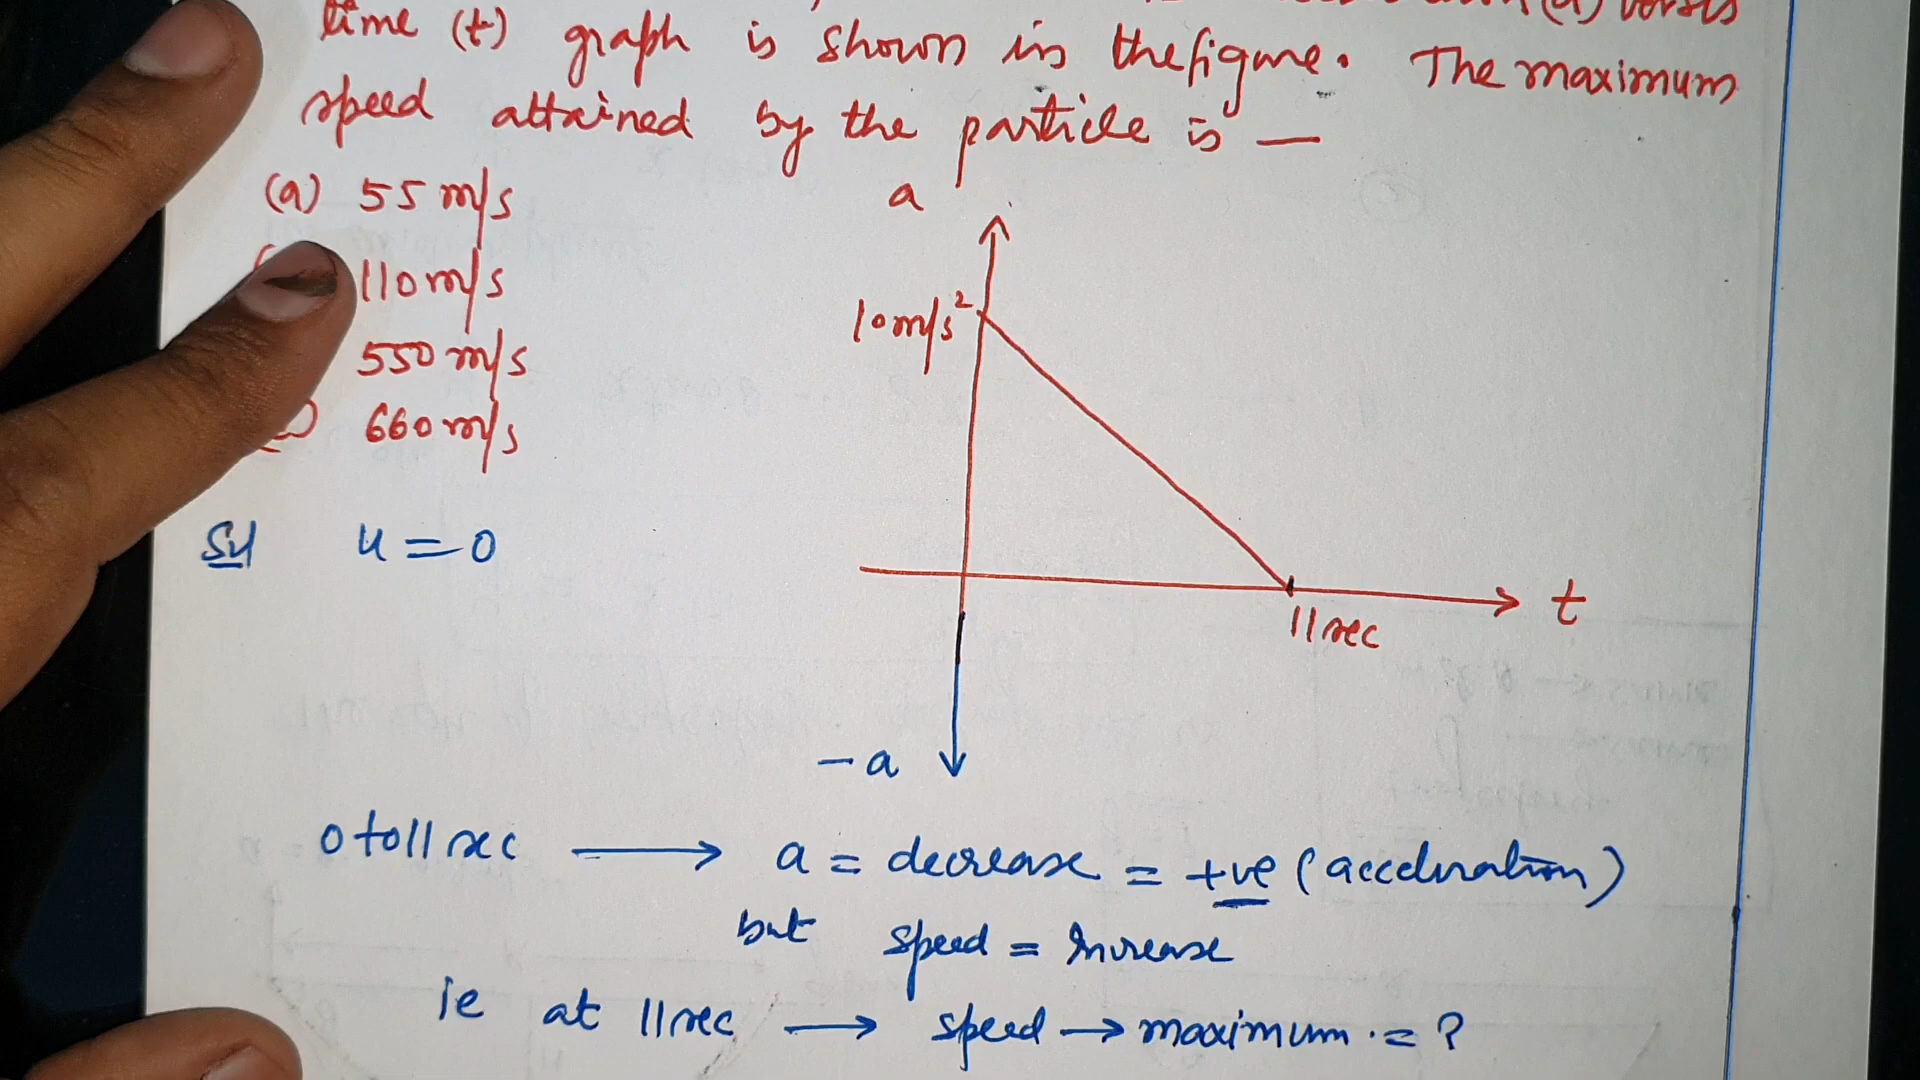 time (t) graph is shown in the figure. The maximum
speed attained by the particle is —
(a) 55 m/s
110 m/s
550 m/s
660 m/s
a
10 m/s²
t
11 sec
-a
Sol u = 0
0 to 11 sec → a = decrease = +ve (acceleration)
but speed = Increase
ie at 11 sec → speed → maximum . = ?